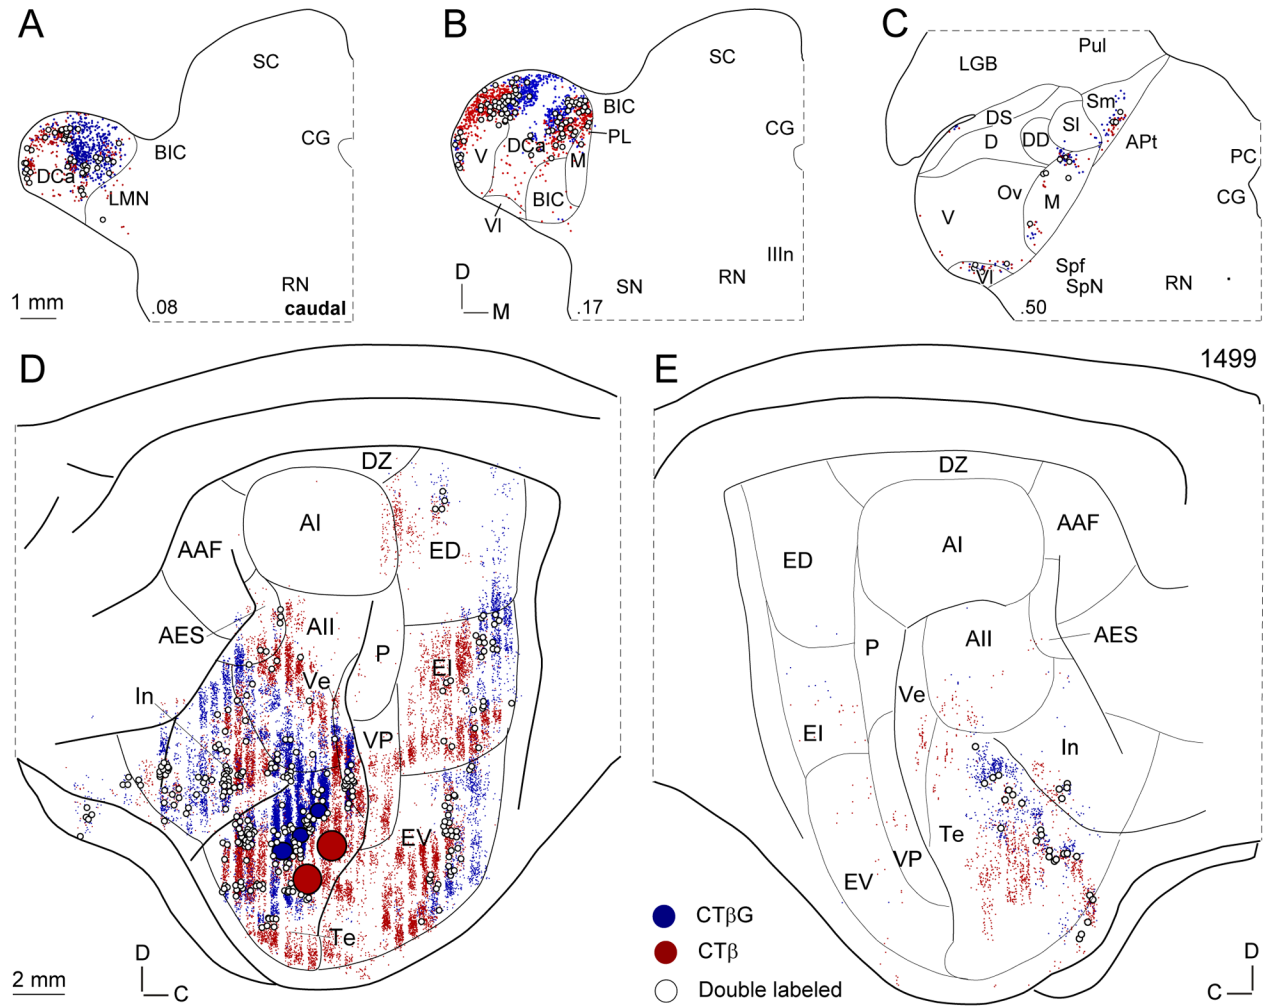 A
SC
CG
BIC
DCa
LMN
RN
1 mm
.08
caudal
B
SC
BIC
CG
PL
V
DCa
M
BIC
VI
IIIn
D
M
SN
RN
.17
C
Pul
LGB
Sm
DS
SI
D
DD
APt
PC
Ov
M
CG
V
VI
Spf
SpN
RN
.50
D
DZ
AI
AAF
ED
AES
AII
P
EI
Ve
In
VP
EV
Te
D
C
2 mm
E
1499
DZ
AAF
AI
ED
AII
AES
P
Ve
EI
In
Te
VP
EV
CTβG
CTβ
Double labeled
D
C